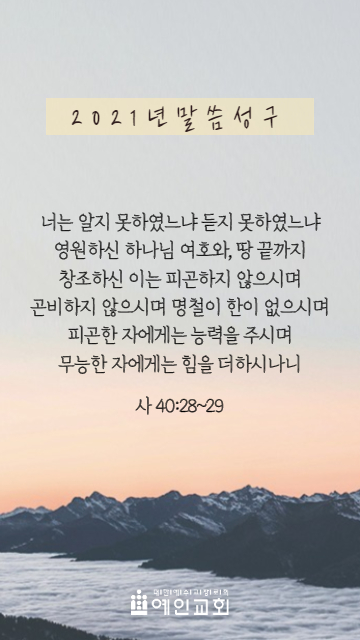 2021년말씀성구
너는 알지 못하였느냐 듣지 못하였느냐
영원하신 하나님 여호와, 땅 끝까지
창조하신 이는 피곤하지 않으시며
곤비하지 않으시며 명철이 한이 없으시며
피곤한 자에게는 능력을 주시며
무능한 자에게는 힘을 더하시나니
사 40:28~29
예인교회